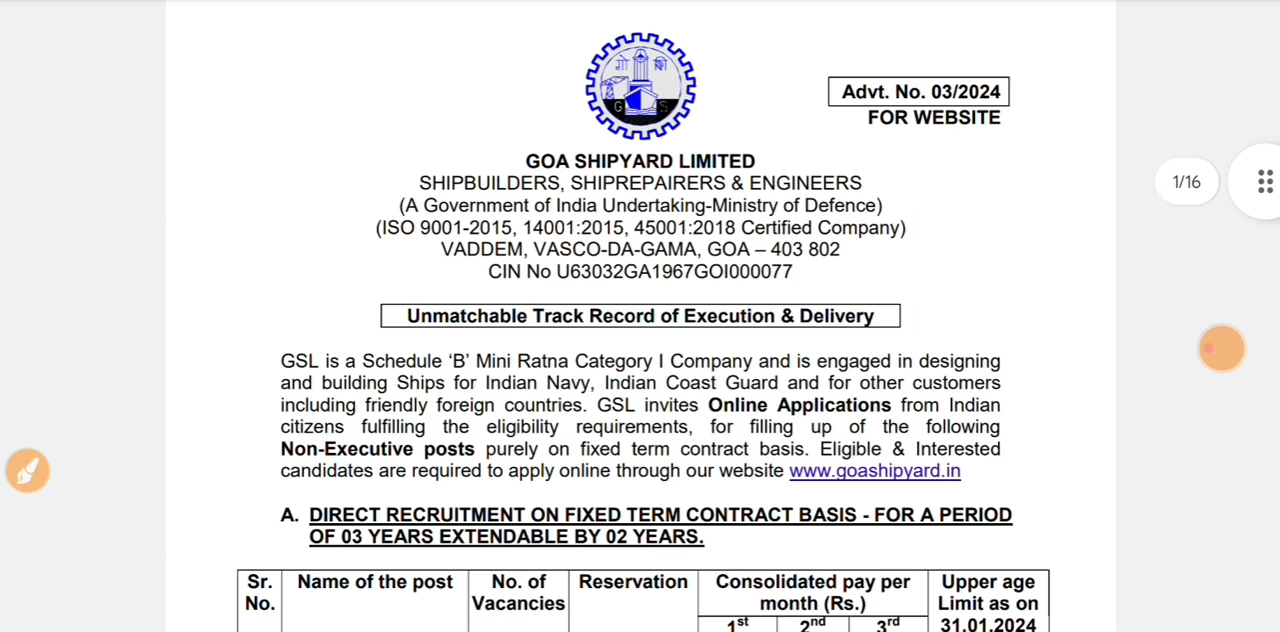 गो शि
G S
Advt. No. 03/2024
FOR WEBSITE
1/16
GOA SHIPYARD LIMITED
SHIPBUILDERS, SHIPREPAIRERS & ENGINEERS
(A Government of India Undertaking-Ministry of Defence)
(ISO 9001-2015, 14001:2015, 45001:2018 Certified Company)
VADDEM, VASCO-DA-GAMA, GOA – 403 802
CIN No U63032GA1967GOI000077
Unmatchable Track Record of Execution & Delivery
GSL is a Schedule ‘B’ Mini Ratna Category I Company and is engaged in designing
and building Ships for Indian Navy, Indian Coast Guard and for other customers
including friendly foreign countries. GSL invites Online Applications from Indian
citizens fulfilling the eligibility requirements, for filling up of the following
Non-Executive posts purely on fixed term contract basis. Eligible & Interested
candidates are required to apply online through our website www.goashipyard.in
A. DIRECT RECRUITMENT ON FIXED TERM CONTRACT BASIS - FOR A PERIOD
OF 03 YEARS EXTENDABLE BY 02 YEARS.
Sr. No.
Name of the post
No. of Vacancies
Reservation
Consolidated pay per month (Rs.)
1st 2nd 3rd
Upper age Limit as on 31.01.2024